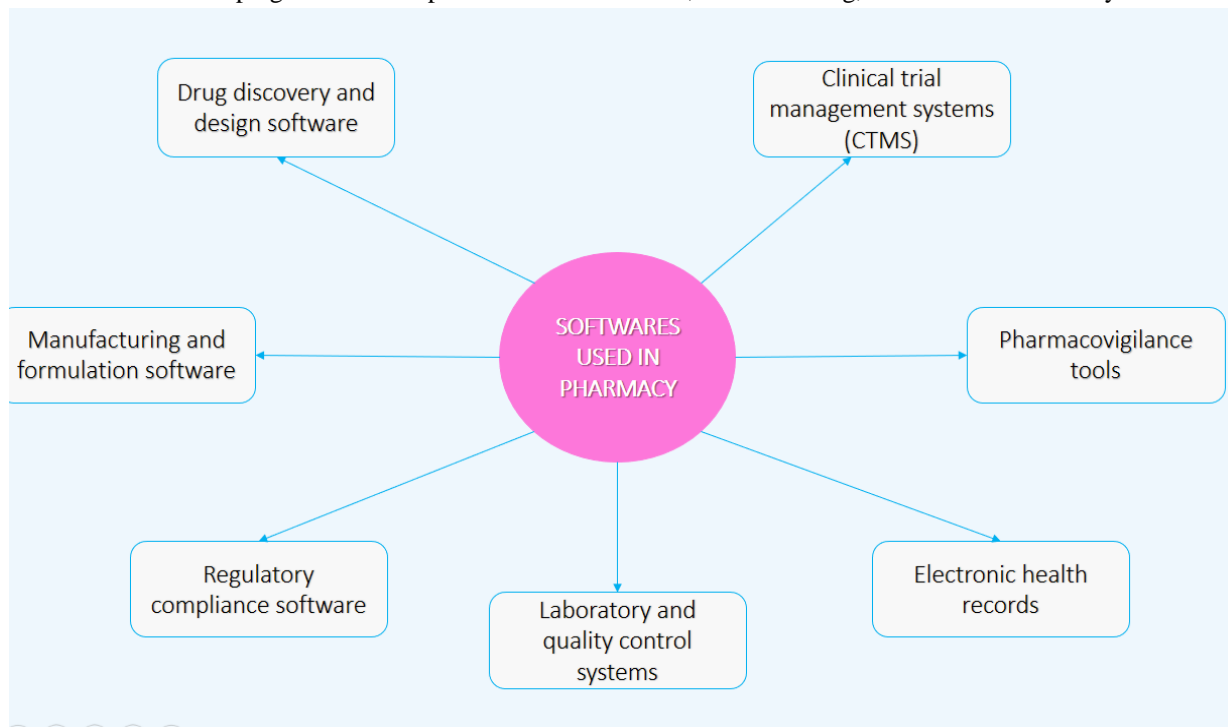 Drug discovery and
design software
Clinical trial
management systems
(CTMS)
SOFTWARES
USED IN
PHARMACY
Manufacturing and
formulation software
Pharmacovigilance
tools
Regulatory
compliance software
Laboratory and
quality control
systems
Electronic health
records